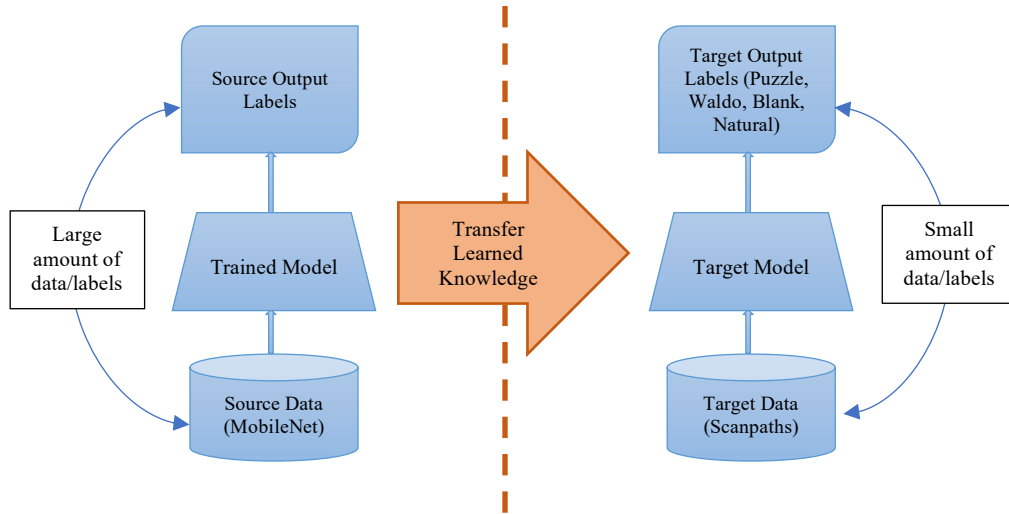 Source Output
Labels
Large
amount of
data/labels
Trained Model
Source Data
(MobileNet)
Transfer
Learned
Knowledge
Target Output
Labels (Puzzle,
Waldo, Blank,
Natural)
Target Model
Small
amount of
data/labels
Target Data
(Scanpaths)